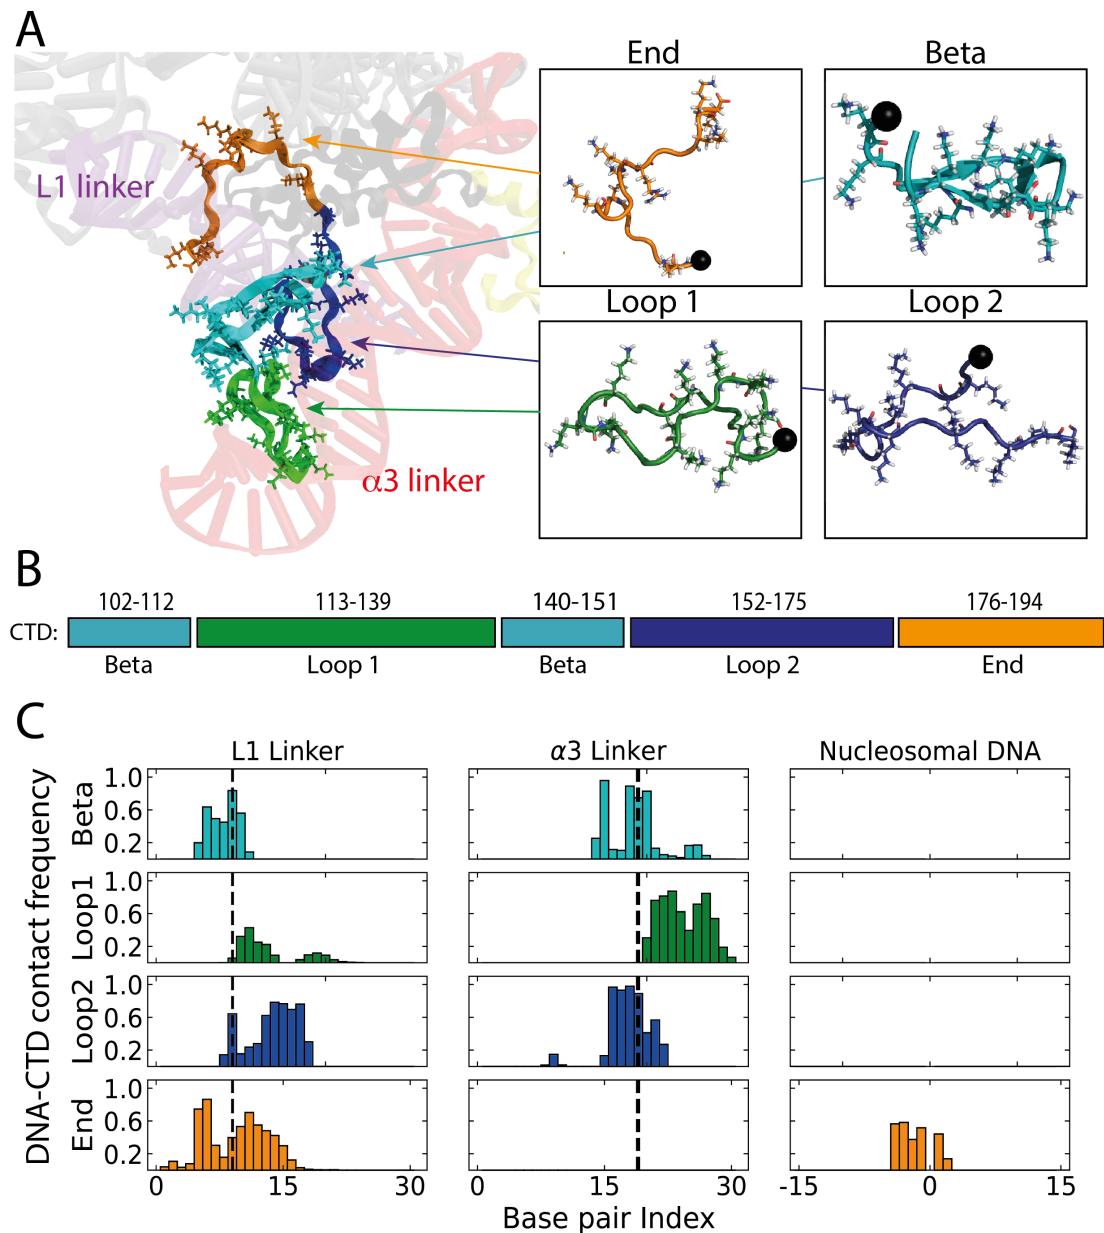 A
End
Beta
L1 linker
Loop 1
Loop 2
α3 linker
B
102-112
113-139
140-151
152-175
176-194
CTD:
Beta
Loop 1
Beta
Loop 2
End
C
L1 Linker
α3 Linker
Nucleosomal DNA
DNA-CTD contact frequency
Beta
1.0
0.6
0.2
Loop1
1.0
0.6
0.2
Loop2
1.0
0.6
0.2
End
1.0
0.6
0.2
0
15
30
0
15
30
-15
0
15
Base pair Index